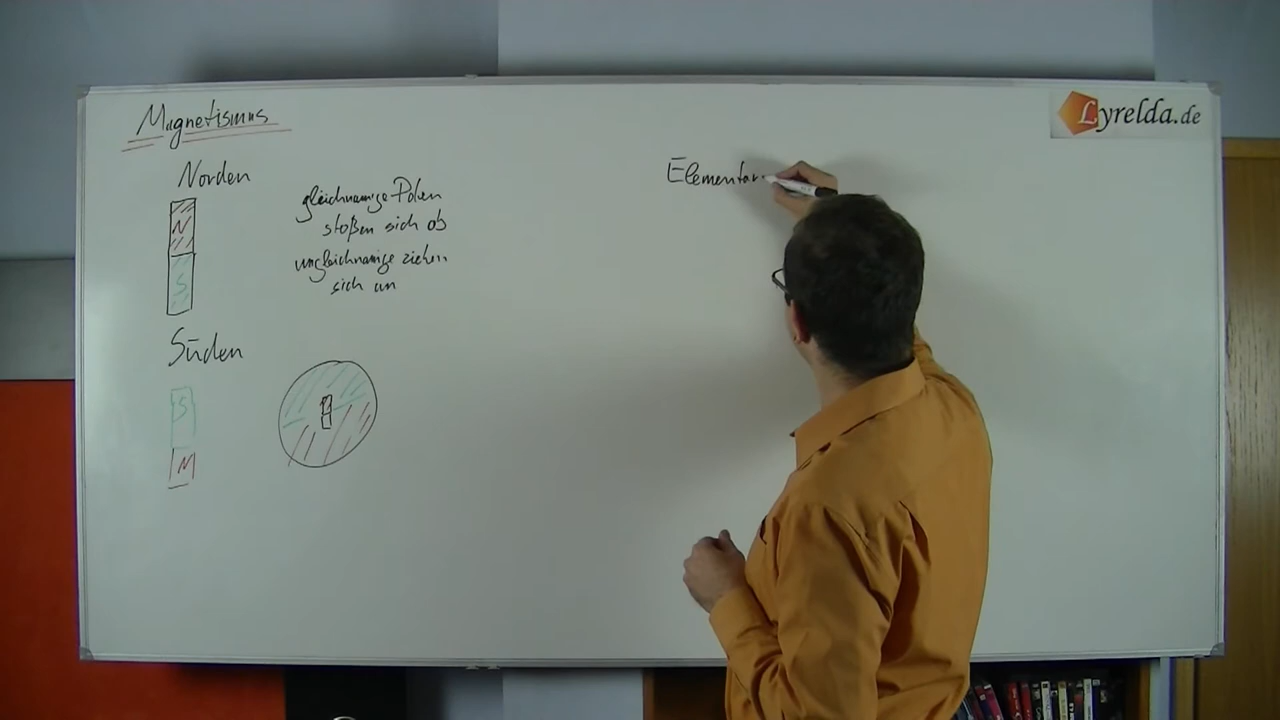 Magnetismus
Norden
N
S
Süden
S
N
gleichnamige Polen
stoßen sich ab
ungleichnamige ziehen
sich an
Elementar
Lyrelda.de